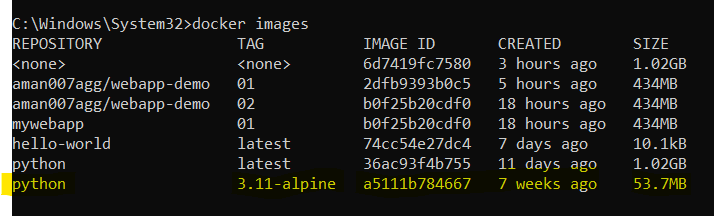 C:\Windows\System32>docker images
REPOSITORY TAG IMAGE ID CREATED SIZE
<none> <none> 6d7419fc7580 3 hours ago 1.02GB
aman007agg/webapp-demo 01 2dfb9393b0c5 5 hours ago 434MB
aman007agg/webapp-demo 02 b0f25b20cdf0 18 hours ago 434MB
mywebapp 01 b0f25b20cdf0 18 hours ago 434MB
hello-world latest 74cc54e27dc4 7 days ago 10.1kB
python latest 36ac93f4b755 11 days ago 1.02GB
python 3.11-alpine a5111b784667 7 weeks ago 53.7MB